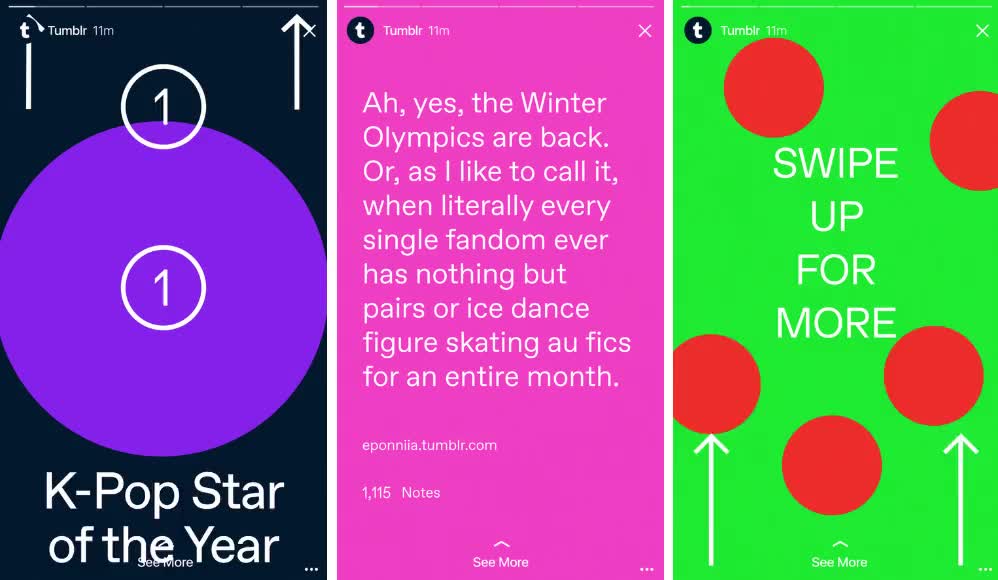 t Tumblr 11m
1
1
K-Pop Star
of the Year
See More
t Tumblr 11m
Ah, yes, the Winter
Olympics are back.
Or, as I like to call it,
when literally every
single fandom ever
has nothing but
pairs or ice dance
figure skating au fics
for an entire month.
eponniia.tumblr.com
1,115 Notes
See More
t Tumblr 11m
SWIPE
UP
FOR
MORE
See More